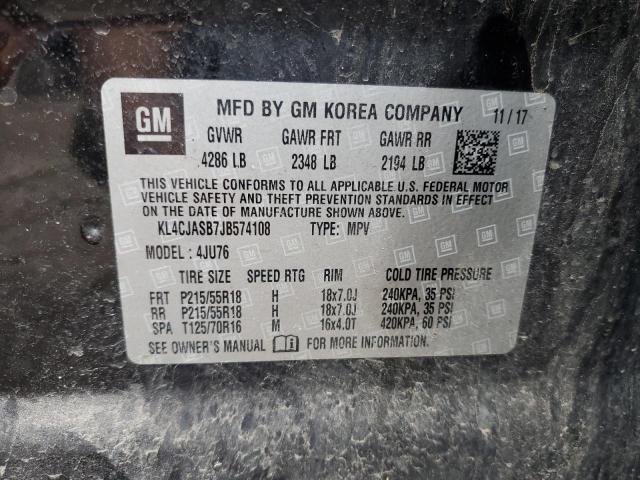 GM
MFD BY GM KOREA COMPANY 11/17
GVWR GAWR FRT GAWR RR
4286 LB 2348 LB 2194 LB
THIS VEHICLE CONFORMS TO ALL APPLICABLE U.S. FEDERAL MOTOR
VEHICLE SAFETY AND THEFT PREVENTION STANDARDS IN EFFECT ON
THE DATE OF MANUFACTURE SHOWN ABOVE.
KL4CJASB7JB574108 TYPE: MPV
MODEL: 4JU76
TIRE SIZE SPEED RTG RIM COLD TIRE PRESSURE
FRT P215/55R18 H 18x7.0J 240KPA, 35 PSI
RR P215/55R18 H 18x7.0J 240KPA, 35 PSI
SPA T125/70R16 M 16x4.0T 420KPA, 60 PSI
SEE OWNER'S MANUAL FOR MORE INFORMATION.